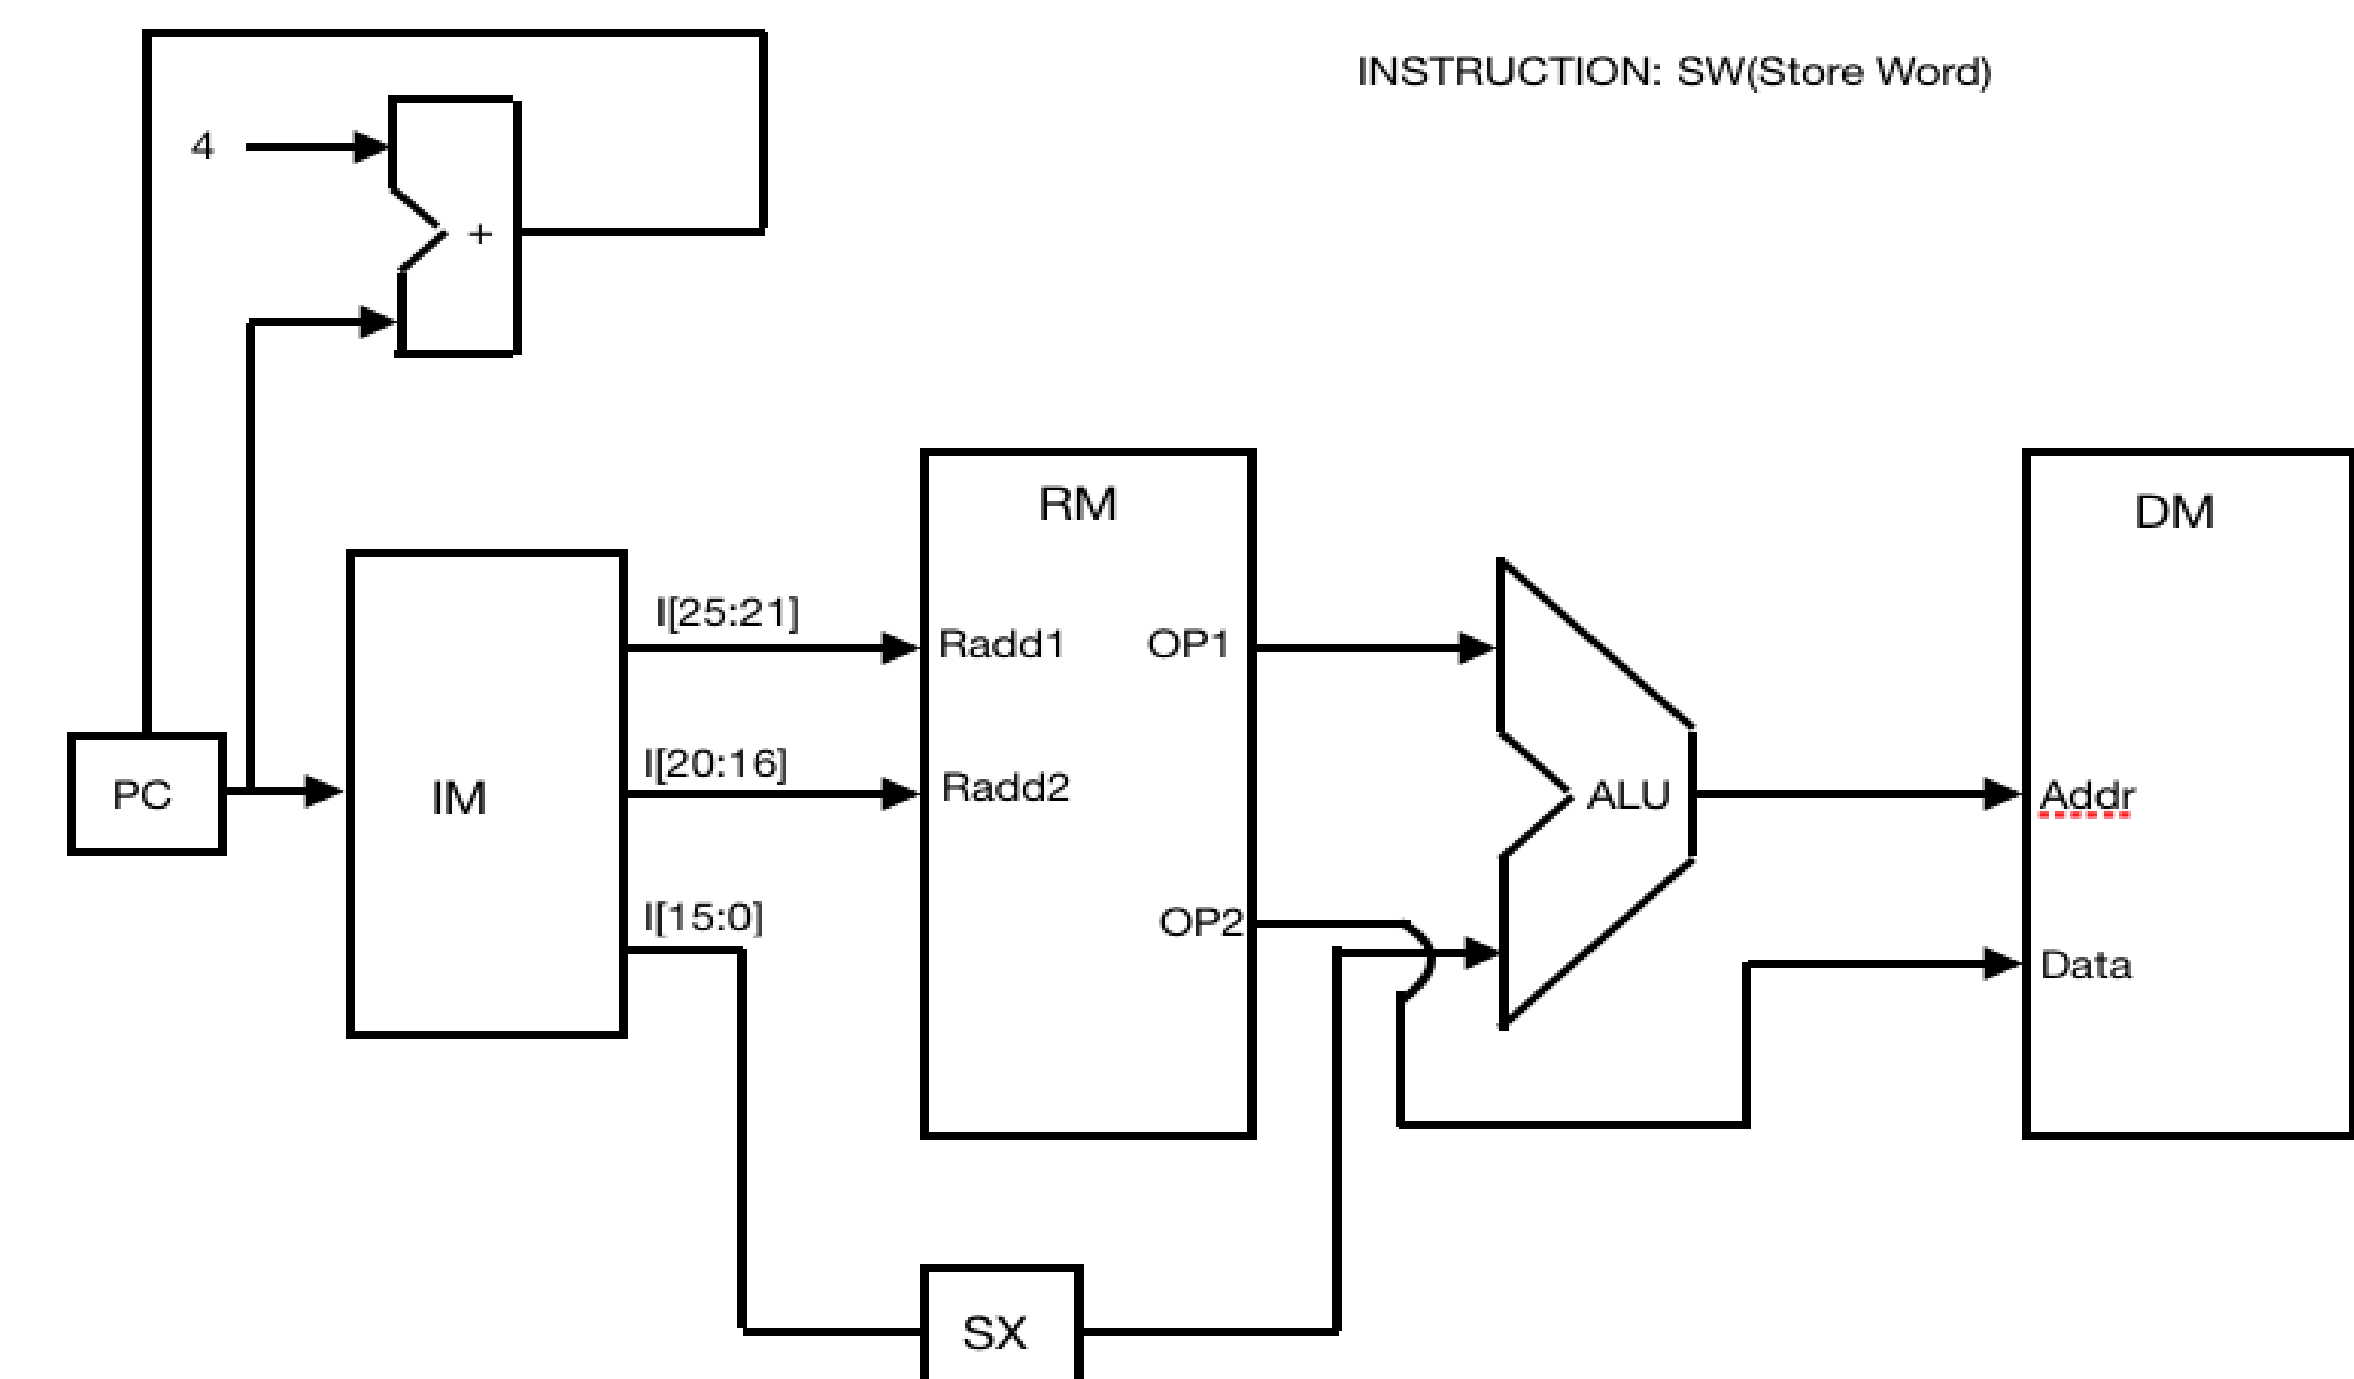 INSTRUCTION: SW(Store Word)
4
+
RM
DM
I[25:21]
Radd1
OP1
I[20:16]
Radd2
PC
IM
ALU
Addr
I[15:0]
OP2
Data
SX